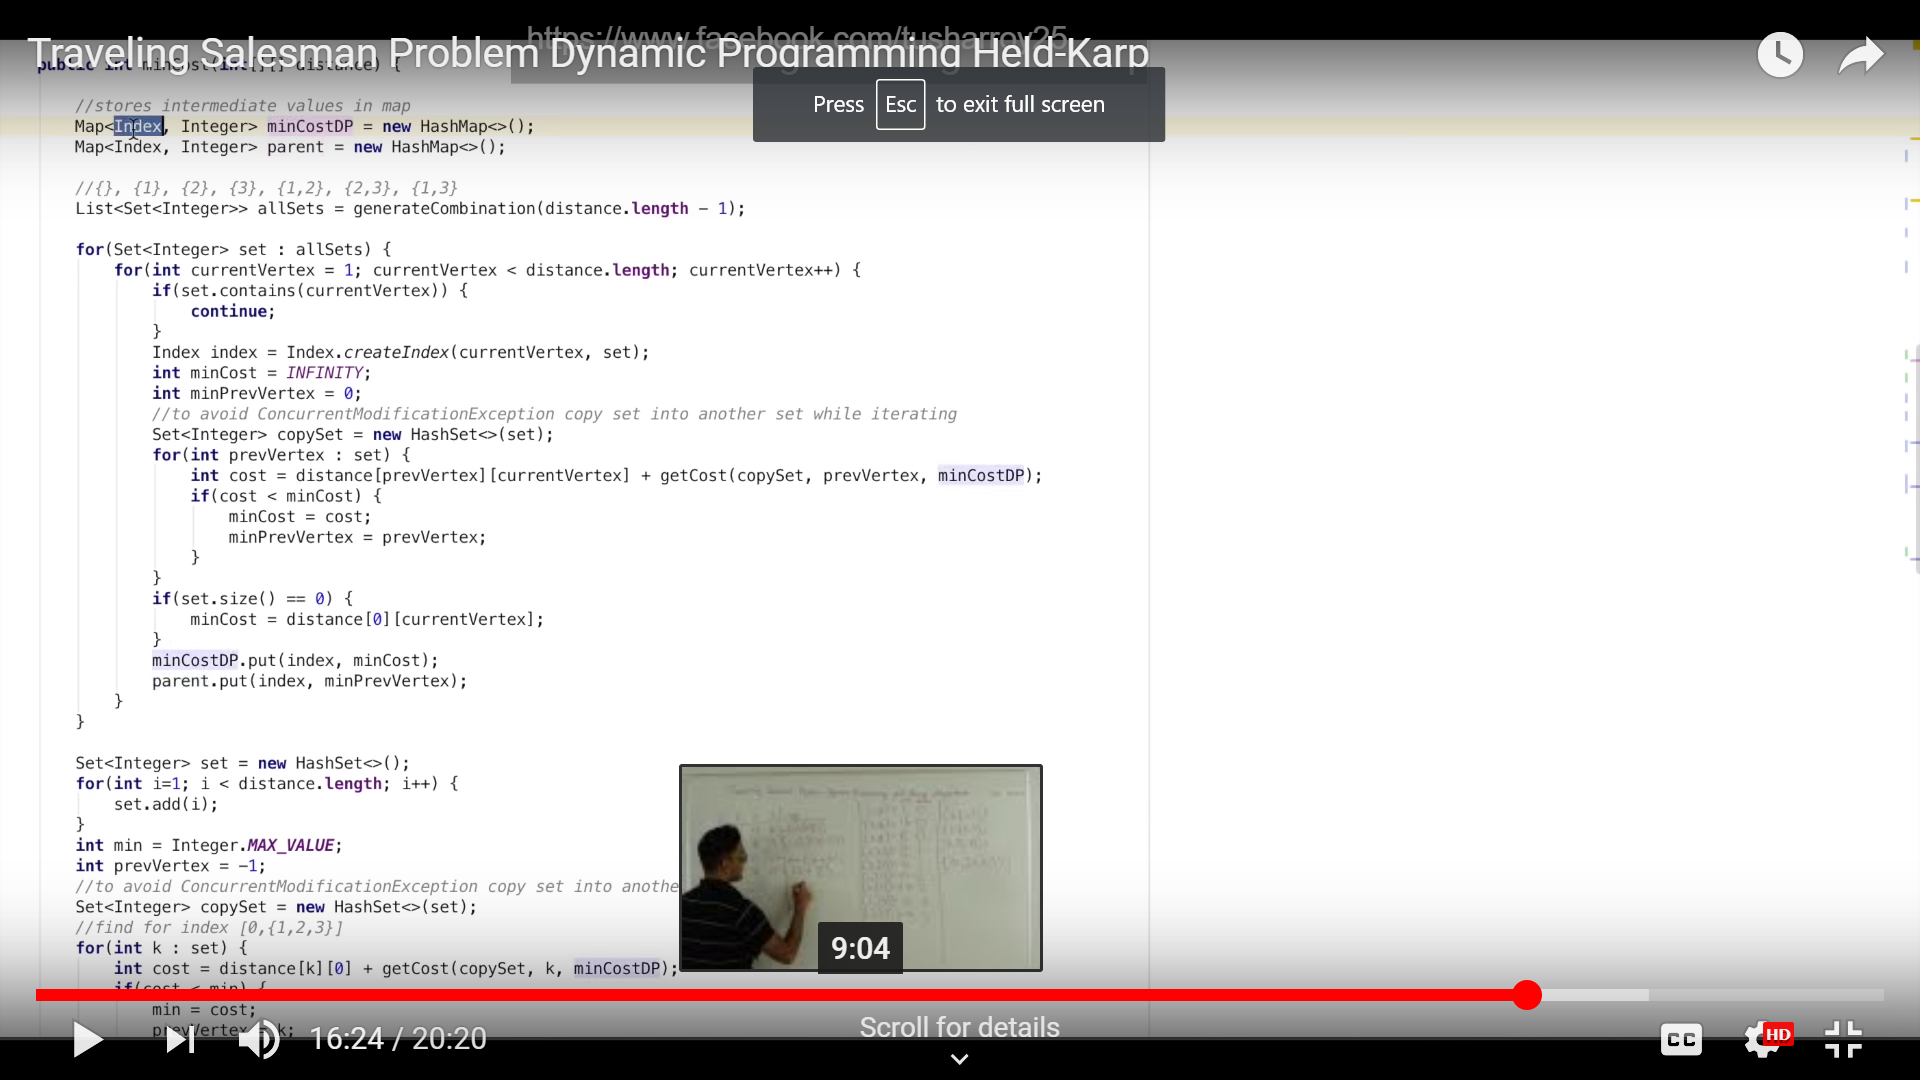 https://www.facebook.com/tusharroy25
Traveling Salesman Problem Dynamic Programming Held-Karp
public int minCost(int[][] distance) {
Press Esc to exit full screen
//stores intermediate values in map
Map<Index, Integer> minCostDP = new HashMap<>();
Map<Index, Integer> parent = new HashMap<>();
//{}, {1}, {2}, {3}, {1,2}, {2,3}, {1,3}
List<Set<Integer>> allSets = generateCombination(distance.length - 1);
for(Set<Integer> set : allSets) {
for(int currentVertex = 1; currentVertex < distance.length; currentVertex++) {
if(set.contains(currentVertex)) {
continue;
}
Index index = Index.createIndex(currentVertex, set);
int minCost = INFINITY;
int minPrevVertex = 0;
//to avoid ConcurrentModificationException copy set into another set while iterating
Set<Integer> copySet = new HashSet<>(set);
for(int prevVertex : set) {
int cost = distance[prevVertex][currentVertex] + getCost(copySet, prevVertex, minCostDP);
if(cost < minCost) {
minCost = cost;
minPrevVertex = prevVertex;
}
}
if(set.size() == 0) {
minCost = distance[0][currentVertex];
}
minCostDP.put(index, minCost);
parent.put(index, minPrevVertex);
}
}
Set<Integer> set = new HashSet<>();
for(int i=1; i < distance.length; i++) {
set.add(i);
}
int min = Integer.MAX_VALUE;
int prevVertex = -1;
//to avoid ConcurrentModificationException copy set into anothe
Set<Integer> copySet = new HashSet<>(set);
//find for index [0,{1,2,3}]
for(int k : set) {
int cost = distance[k][0] + getCost(copySet, k, minCostDP);
if(cost < min) {
min = cost;
prevVertex = k;
9:04
16:24 / 20:20
Scroll for details
CC
HD